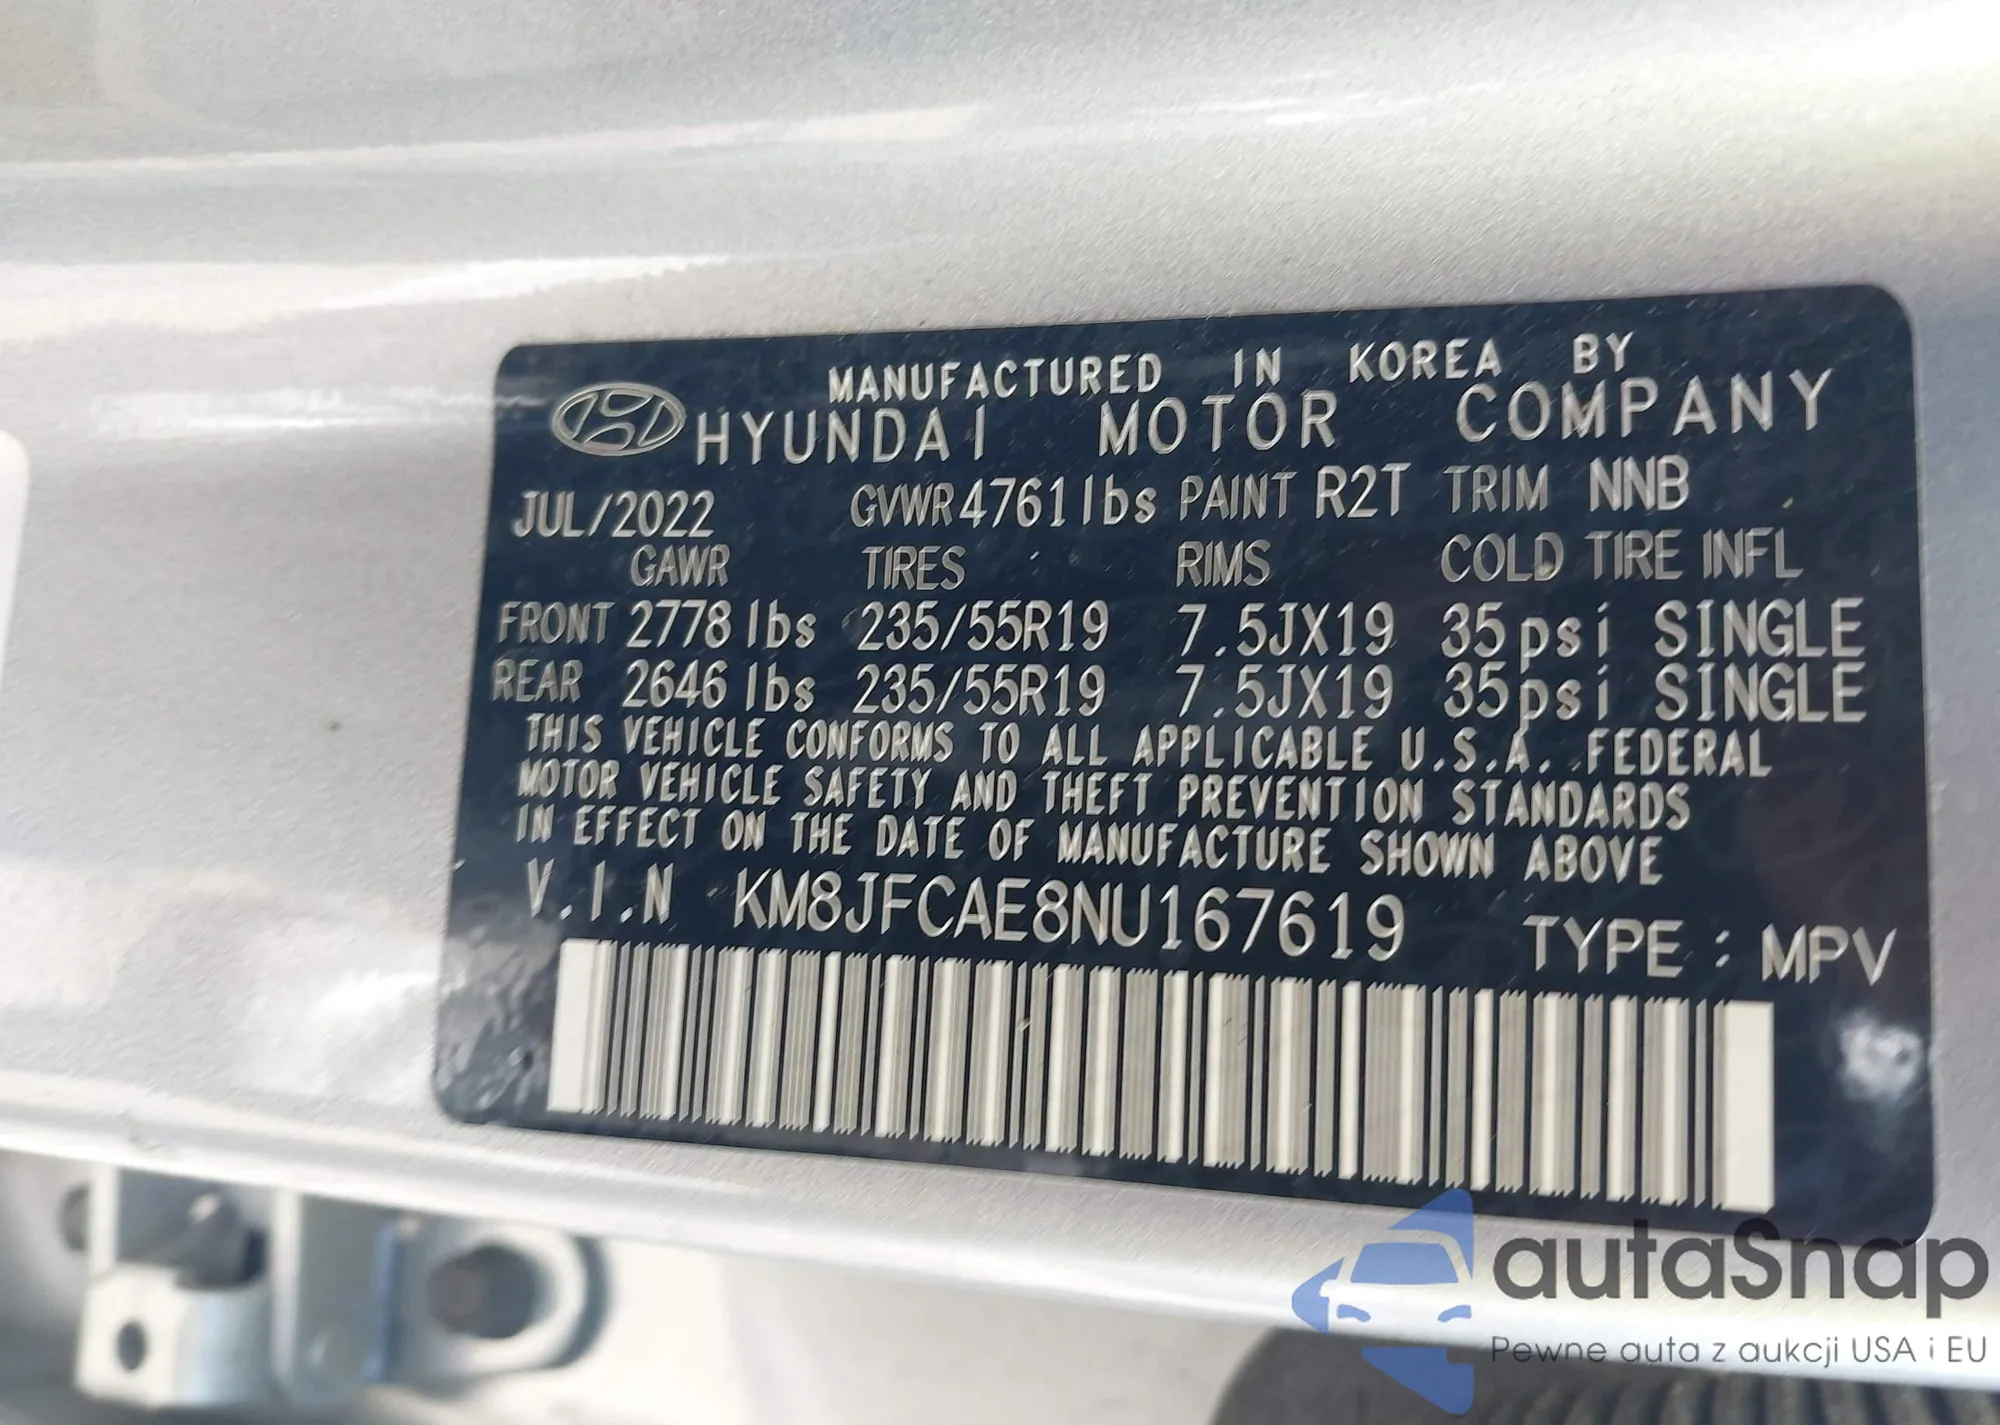 MANUFACTURED IN KOREA BY
HYUNDAI MOTOR COMPANY
JUL/2022 GVWR 4761 lbs PAINT R2T TRIM NNB
GAWR TIRES RIMS COLD TIRE INFL
FRONT 2778 lbs 235/55R19 7.5JX19 35psi SINGLE
REAR 2646 lbs 235/55R19 7.5JX19 35psi SINGLE
THIS VEHICLE CONFORMS TO ALL APPLICABLE U.S.A. FEDERAL
MOTOR VEHICLE SAFETY AND THEFT PREVENTION STANDARDS
IN EFFECT ON THE DATE OF MANUFACTURE SHOWN ABOVE
V.I.N KM8JFCAE8NU167619 TYPE : MPV
autaSnap
Pewne auta z aukcji USA i EU